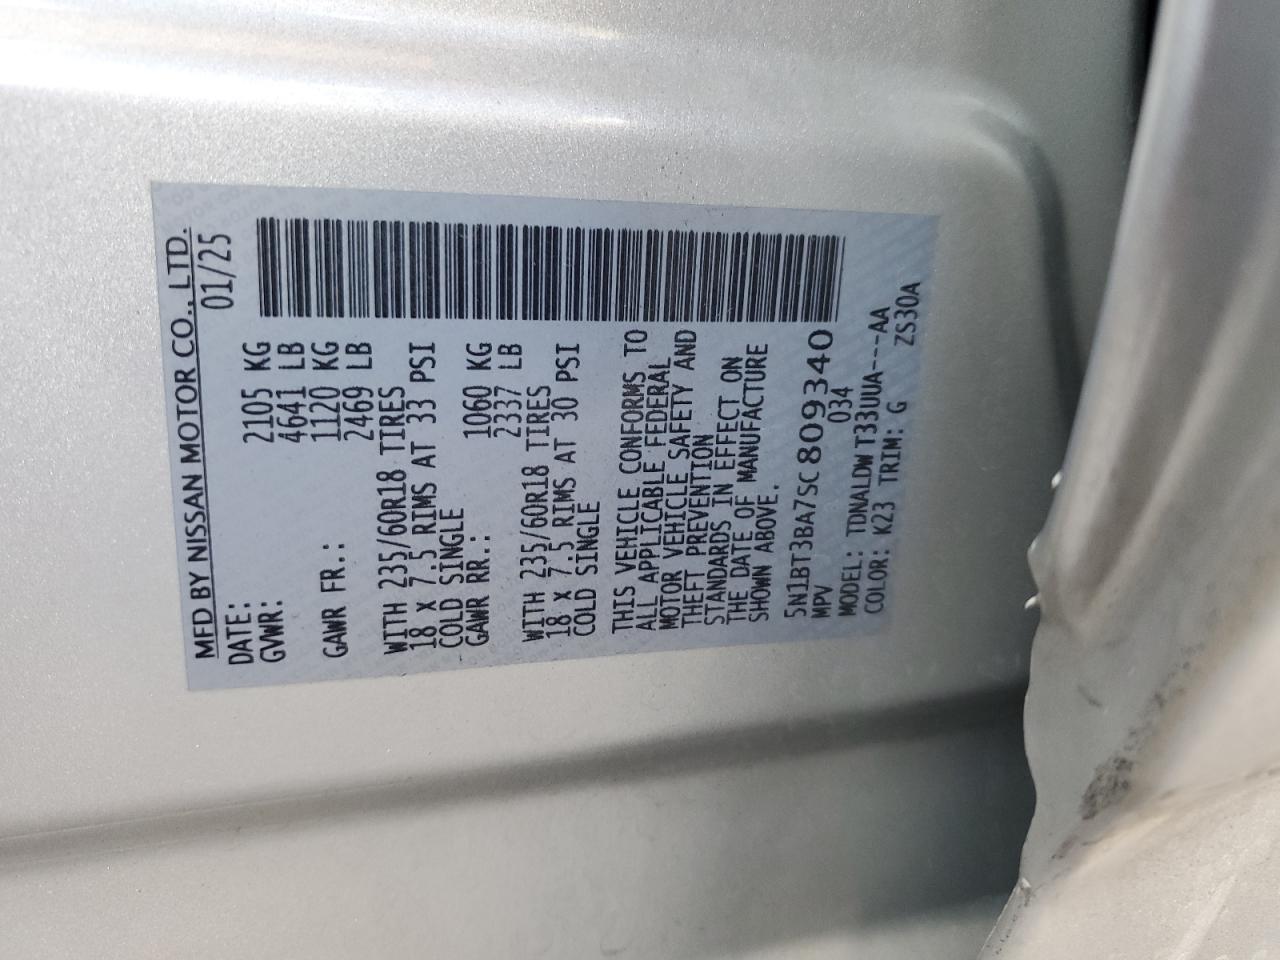 MFD BY NISSAN MOTOR CO., LTD.
DATE: 01/25
GVWR: 2105 KG
4641 LB
GAWR FR.: 1120 KG
2469 LB
WITH 235/60R18 TIRES
18 X 7.5 RIMS AT 33 PSI
COLD SINGLE
GAWR RR.: 1060 KG
2337 LB
WITH 235/60R18 TIRES
18 X 7.5 RIMS AT 30 PSI
COLD SINGLE
THIS VEHICLE CONFORMS TO
ALL APPLICABLE FEDERAL
MOTOR VEHICLE SAFETY AND
THEFT PREVENTION
STANDARDS IN EFFECT ON
THE DATE OF MANUFACTURE
SHOWN ABOVE.
5N1BT3BA7SC809340
MPV 034
MODEL: TDNALDWT33UUA---AA
COLOR: K23 TRIM: G ZS30A